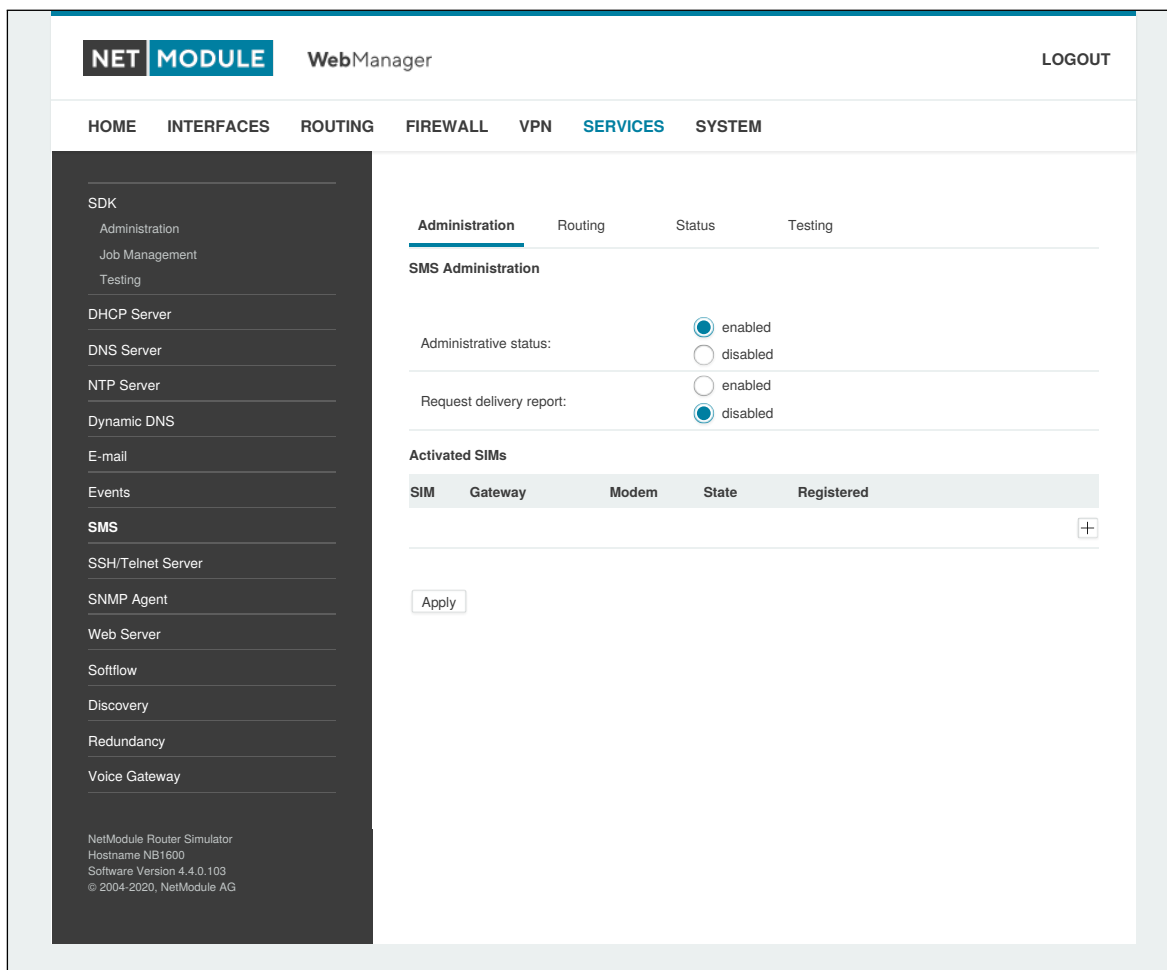 NET MODULE WebManager LOGOUT
HOME INTERFACES ROUTING FIREWALL VPN SERVICES SYSTEM
SDK
Administration
Job Management
Testing
DHCP Server
DNS Server
NTP Server
Dynamic DNS
E-mail
Events
SMS
SSH/Telnet Server
SNMP Agent
Web Server
Softflow
Discovery
Redundancy
Voice Gateway
NetModule Router Simulator
Hostname NB1600
Software Version 4.4.0.103
© 2004-2020, NetModule AG
Administration Routing Status Testing
SMS Administration
Administrative status:
enabled
disabled
Request delivery report:
enabled
disabled
Activated SIMs
SIM Gateway Modem State Registered
Apply